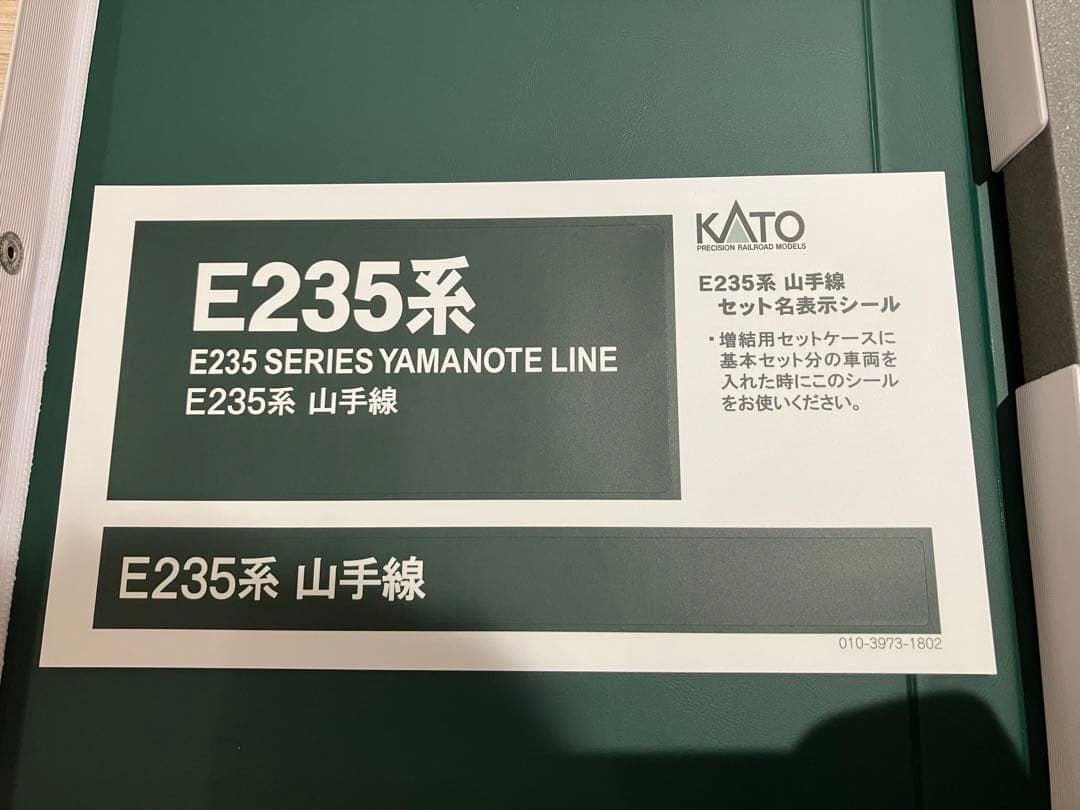 E235系
E235 SERIES YAMANOTE LINE
E235系 山手線
KATO
PRECISION RAILROAD MODELS
E235系 山手線
セット名表示シール
・増結用セットケースに
基本セット分の車両を
入れた時にこのシール
をお使いください。
E235系 山手線
010-3973-1802